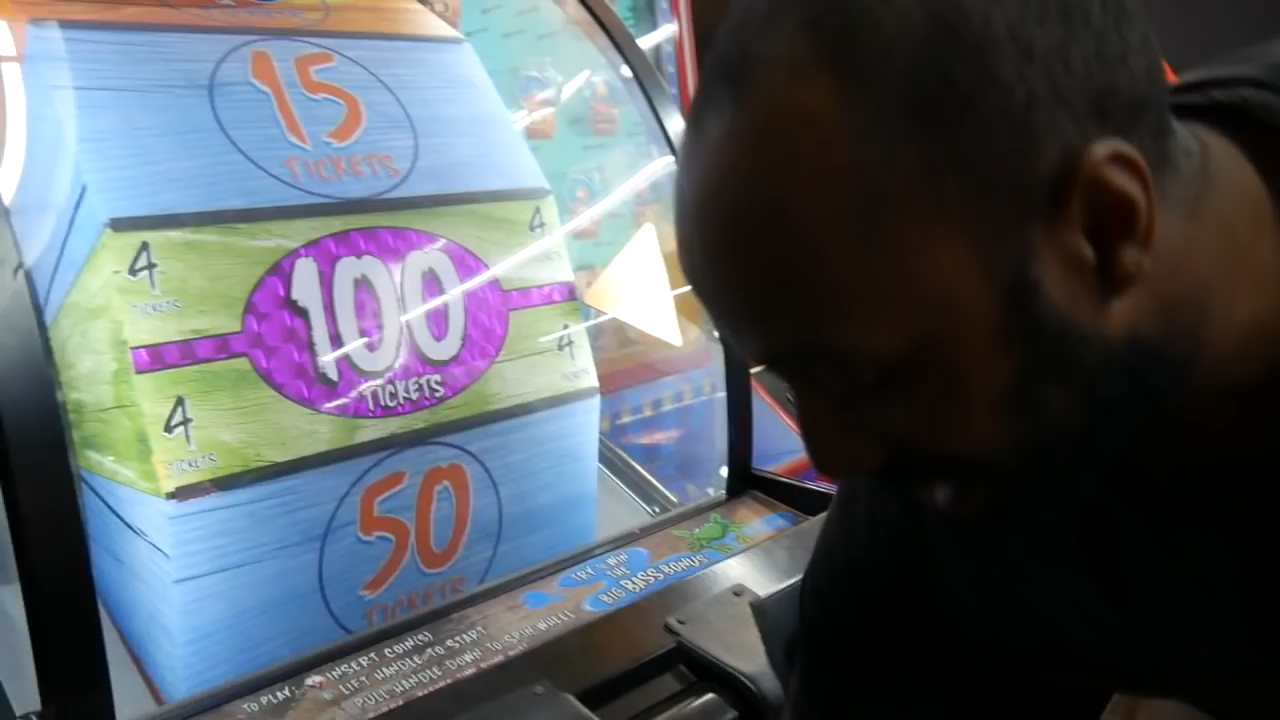 15
TICKETS
4
4
TICKETS
100
TICKETS
4
4
TICKETS
50
TICKETS
TRY TO WIN
THE
BIG BASS BONUS
TO PLAY: INSERT COIN(S)
LIFT HANDLE TO START
PULL HANDLE DOWN TO SPIN WHEEL